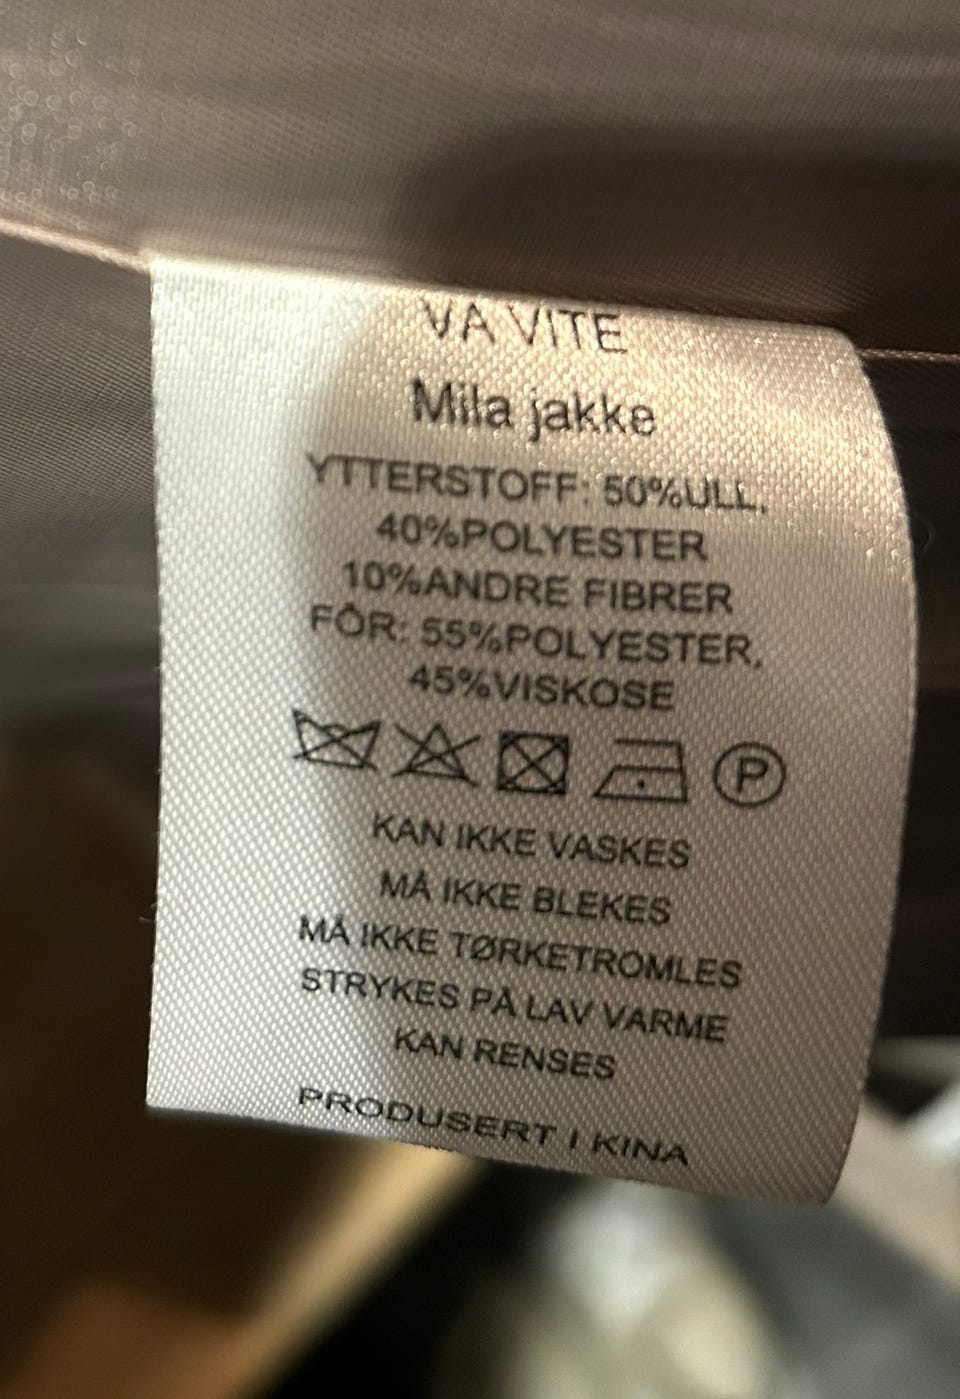 VA VITE
Mila jakke
YTTERSTOFF: 50%ULL,
40%POLYESTER
10%ANDRE FIBRER
FÔR: 55%POLYESTER,
45%VISKOSE
P
KAN IKKE VASKES
MÅ IKKE BLEKES
MÅ IKKE TØRKETROMLES
STRYKES PÅ LAV VARME
KAN RENSES
PRODUSERT I KINA